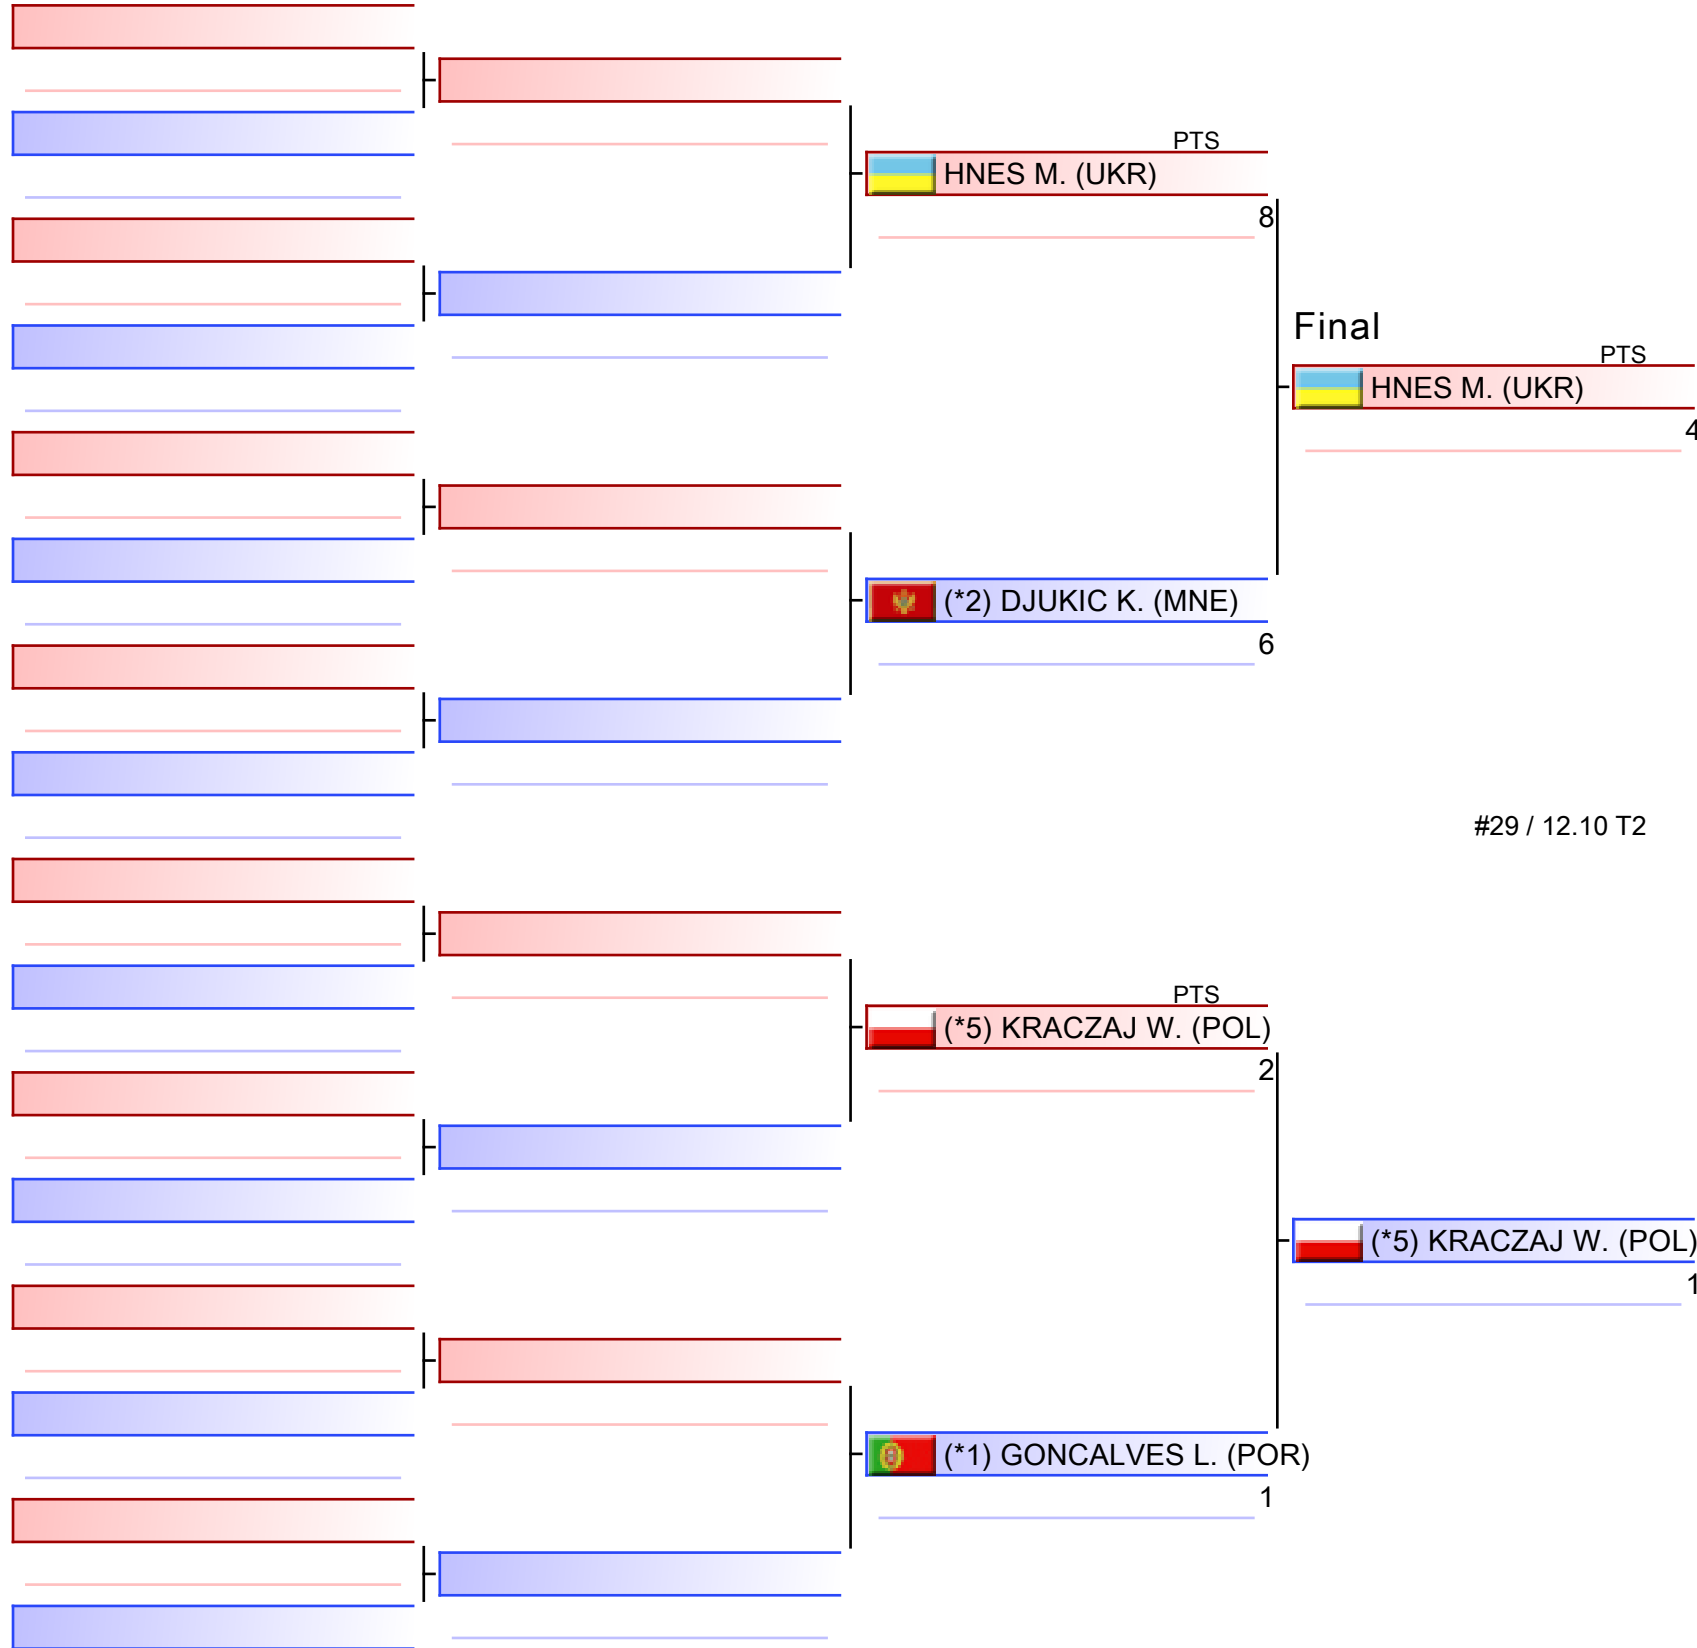 PTS
HNES M. (UKR)
8
Final
PTS
HNES M. (UKR)
4
(*2) DJUKIC K. (MNE)
6
#29 / 12.10 T2
PTS
(*5) KRACZAJ W. (POL)
2
(*5) KRACZAJ W. (POL)
1
(*1) GONCALVES L. (POR)
1